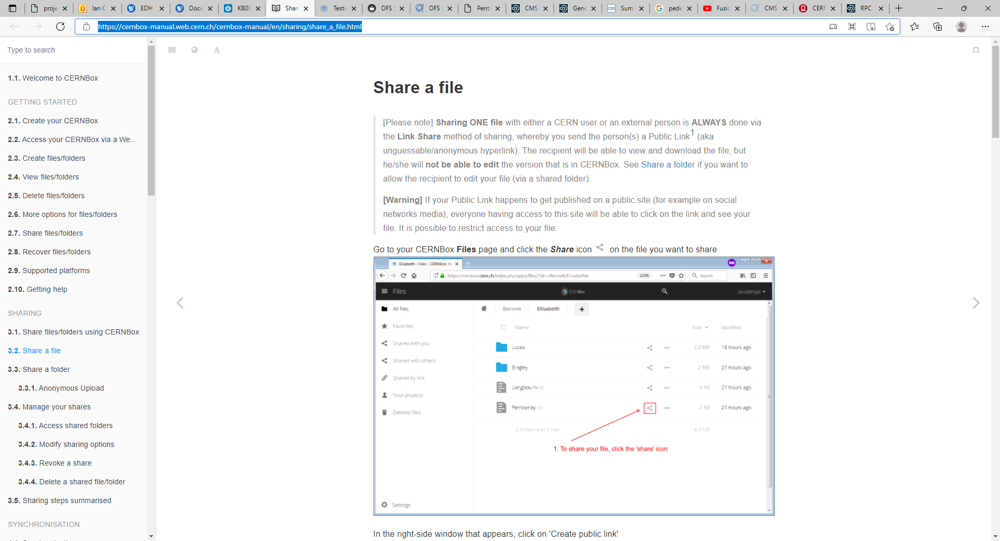 proje
Ian C
EDH
Docu
KB00
Share
Testi
DFS
DFS
Penta
CMS
Gene
Sum
pede
Fusic
CMS
CERN
RPC
https://cernbox-manual.web.cern.ch/cernbox-manual/en/sharing/share_a_file.html
Type to search
1.1. Welcome to CERNBox
GETTING STARTED
2.1. Create your CERNBox
2.2. Access your CERNBox via a We...
2.3. Create files/folders
2.4. View files/folders
2.5. Delete files/folders
2.6. More options for files/folders
2.7. Share files/folders
2.8. Recover files/folders
2.9. Supported platforms
2.10. Getting help
SHARING
3.1. Share files/folders using CERNBox
3.2. Share a file
3.3. Share a folder
3.3.1. Anonymous Upload
3.4. Manage your shares
3.4.1. Access shared folders
3.4.2. Modify sharing options
3.4.3. Revoke a share
3.4.4. Delete a shared file/folder
3.5. Sharing steps summarised
SYNCHRONISATION
A
Share a file
[Please note] Sharing ONE file with either a CERN user or an external person is ALWAYS done via
the Link Share method of sharing, whereby you send the person(s) a Public Link1 (aka
unguessable/anonymous hyperlink). The recipient will be able to view and download the file, but
he/she will not be able to edit the version that is in CERNBox. See Share a folder if you want to
allow the recipient to edit your file (via a shared folder).
[Warning] If your Public Link happens to get published on a public site (for example on social
networks media), everyone having access to this site will be able to click on the link and see your
file. It is possible to restrict access to your file.
Go to your CERNBox Files page and click the Share icon on the file you want to share
Elisabeth - Files - CERNBox: the
https://cernbox.cern.ch/index.php/apps/files/?dir=/Bennett/Elisabeth& 120% Search
Files CERNBox (austenja)
All files
Favorites
Shared with you
Shared with others
Shared by link
Your projects
Deleted files
Settings
Bennett Elisabeth +
Name Size Modified
Lucas 2.2 MB 18 hours ago
Bingley 2 MB 21 hours ago
Longbourn.txt 4 KB 21 hours ago
Pemberley.txt 2 KB 21 hours ago
2 folders and 2 files 4.2 MB
1. To share your file, click the 'share' icon
In the right-side window that appears, click on 'Create public link'